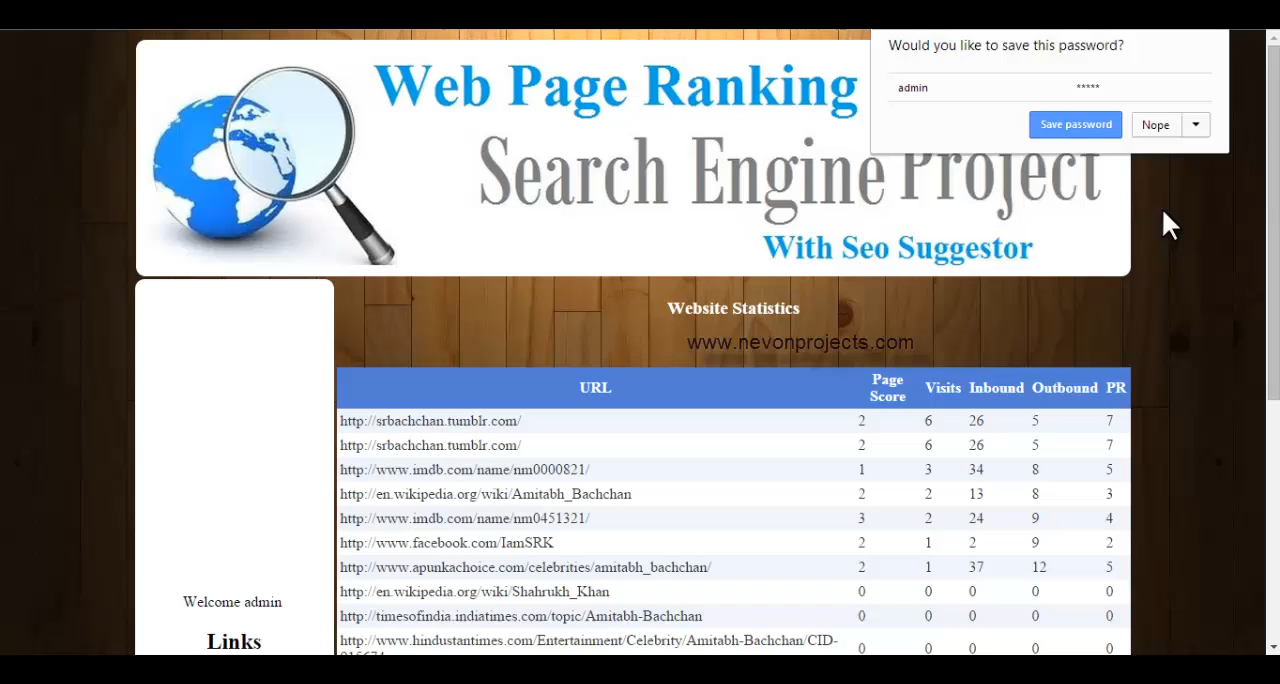 Would you like to save this password?
admin *****
Save password Nope
Web Page Ranking
Search Engine Project
With Seo Suggestor
Website Statistics
www.nevonprojects.com
URL Page Score Visits Inbound Outbound PR
http://srbachchan.tumblr.com/ 2 6 26 5 7
http://srbachchan.tumblr.com/ 2 6 26 5 7
http://www.imdb.com/name/nm0000821/ 1 3 34 8 5
http://en.wikipedia.org/wiki/Amitabh_Bachchan 2 2 13 8 3
http://www.imdb.com/name/nm0451321/ 3 2 24 9 4
http://www.facebook.com/IamSRK 2 1 2 9 2
http://www.apunkachoice.com/celebrities/amitabh_bachchan/ 2 1 37 12 5
http://en.wikipedia.org/wiki/Shahrukh_Khan 0 0 0 0 0
http://timesofindia.indiatimes.com/topic/Amitabh-Bachchan 0 0 0 0 0
http://www.hindustantimes.com/Entertainment/Celebrity/Amitabh-Bachchan/CID- 0 0 0 0 0
Welcome admin
Links